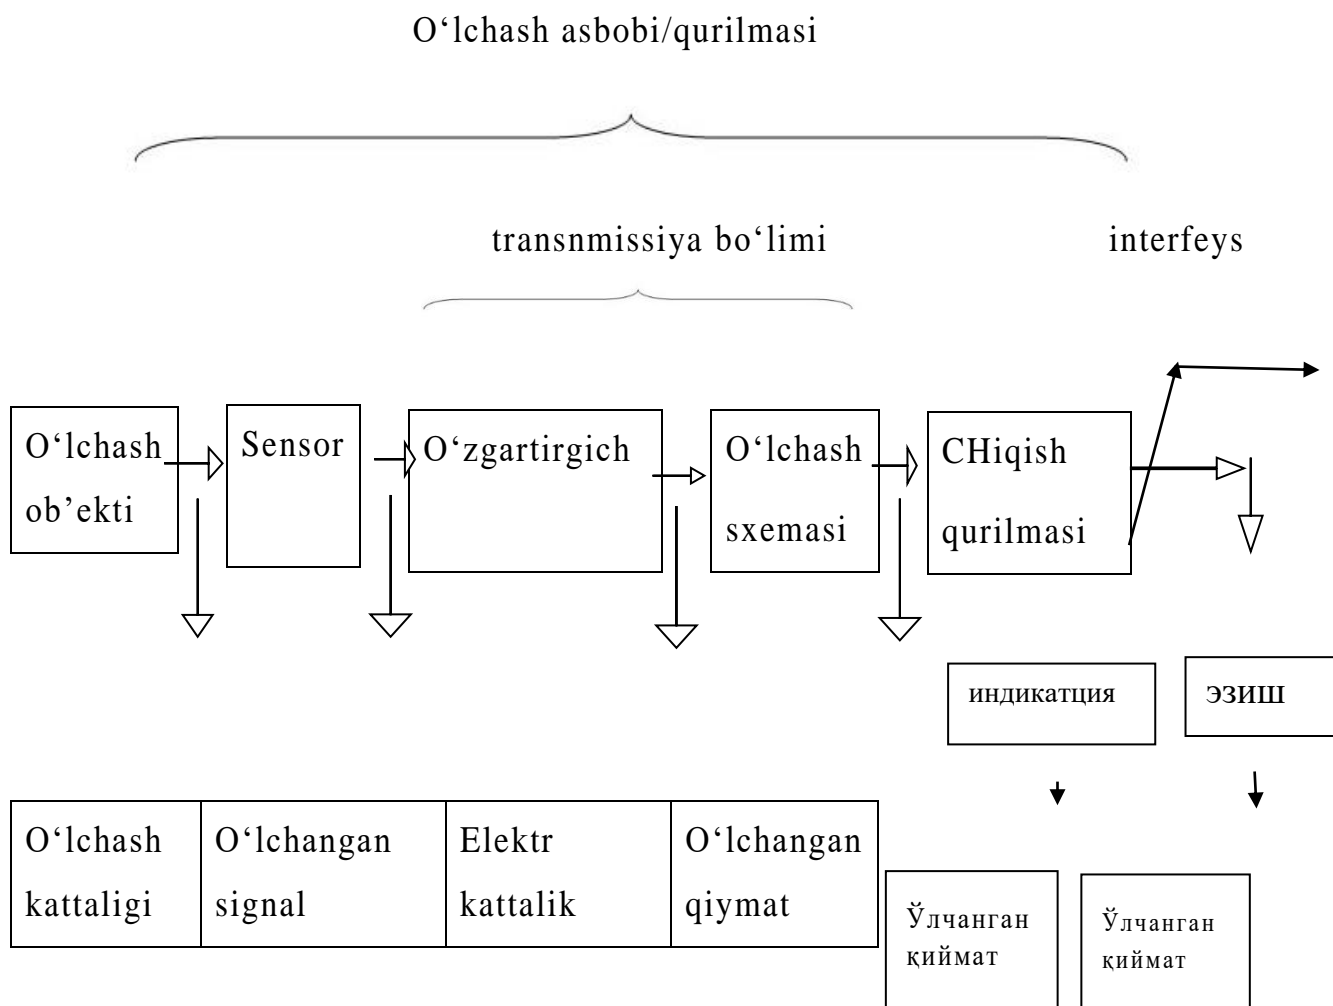 O‘lchash asbobi/qurilmasi
transnmissiya bo‘limi
interfeys
O‘lchash
ob’ekti
Sensor
O‘zgartirgich
O‘lchash
sxemasi
CHiqish
qurilmasi
индикатция
эзиш
O‘lchash
kattaligi
O‘lchangan
signal
Elektr
kattalik
O‘lchangan
qiymat
Ўлчанган
қиймат
Ўлчанган
қиймат